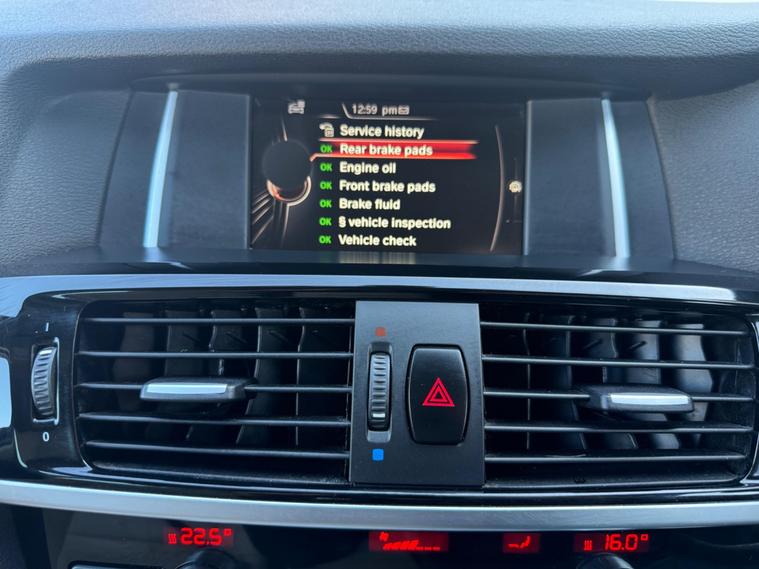 12:59 pm
Service history
OK Rear brake pads
OK Engine oil
OK Front brake pads
OK Brake fluid
OK § vehicle inspection
OK Vehicle check
I
0
22.5°
16.0°